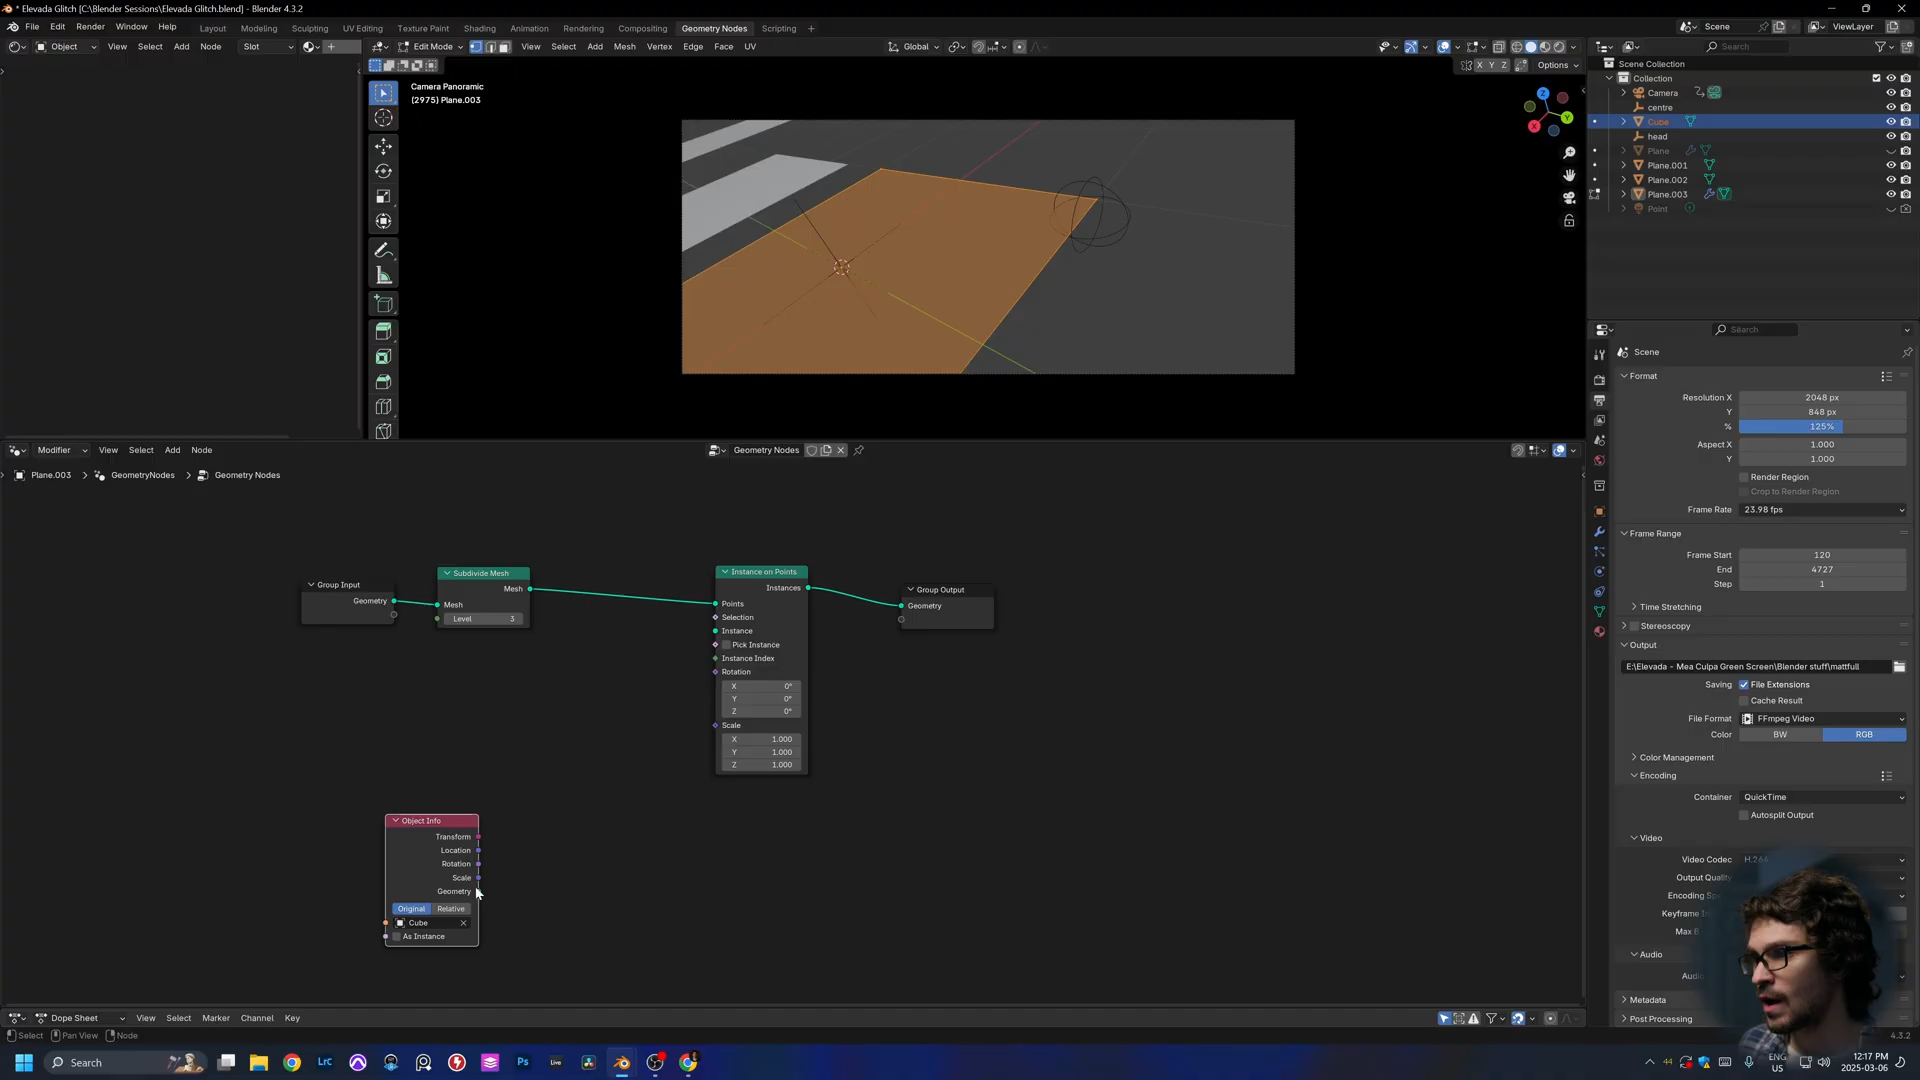 * Elevada Glitch [C:\Blender Sessions\Elevada Glitch.blend] - Blender 4.3.2
File Edit Render Window Help
Layout Modeling Sculpting UV Editing Texture Paint Shading Animation Rendering Compositing Geometry Nodes Scripting +
Scene ViewLayer
Object View Select Add Node Slot
Edit Mode View Select Add Mesh Vertex Edge Face UV
Global
Search
X Y Z Options
Camera Panoramic
(2975) Plane.003
Z
Y
X
Scene Collection
Collection
Camera
centre
Cube
head
Plane
Plane.001
Plane.002
Plane.003
Point
Search
Scene
Format
Resolution X 2048 px
Y 848 px
% 125%
Aspect X 1.000
Y 1.000
Render Region
Crop to Render Region
Frame Rate 23.98 fps
Frame Range
Frame Start 120
End 4727
Step 1
Time Stretching
Stereoscopy
Output
E:\Elevada - Mea Culpa Green Screen\Blender stuff\mattfull
Saving File Extensions
Cache Result
File Format FFmpeg Video
Color BW RGB
Color Management
Encoding
Container QuickTime
Autosplit Output
Video
Video Codec H.264
Output Quality
Encoding
Keyframe
Max B
Audio
Metadata
Post Processing
Modifier View Select Add Node
Geometry Nodes
Plane.003 > GeometryNodes > Geometry Nodes
Group Input
Geometry
Subdivide Mesh
Mesh
Mesh
Level 3
Instance on Points
Instances
Points
Selection
Instance
Pick Instance
Instance Index
Rotation
X 0°
Y 0°
Z 0°
Scale
X 1.000
Y 1.000
Z 1.000
Group Output
Geometry
Object Info
Transform
Location
Rotation
Scale
Geometry
Original Relative
Cube
As Instance
Dope Sheet View Select Marker Channel Key
Select Pan View Node
4.3.2
Search
LrC
Ps
Live
44
ENG
US
12:17 PM
2025-03-06